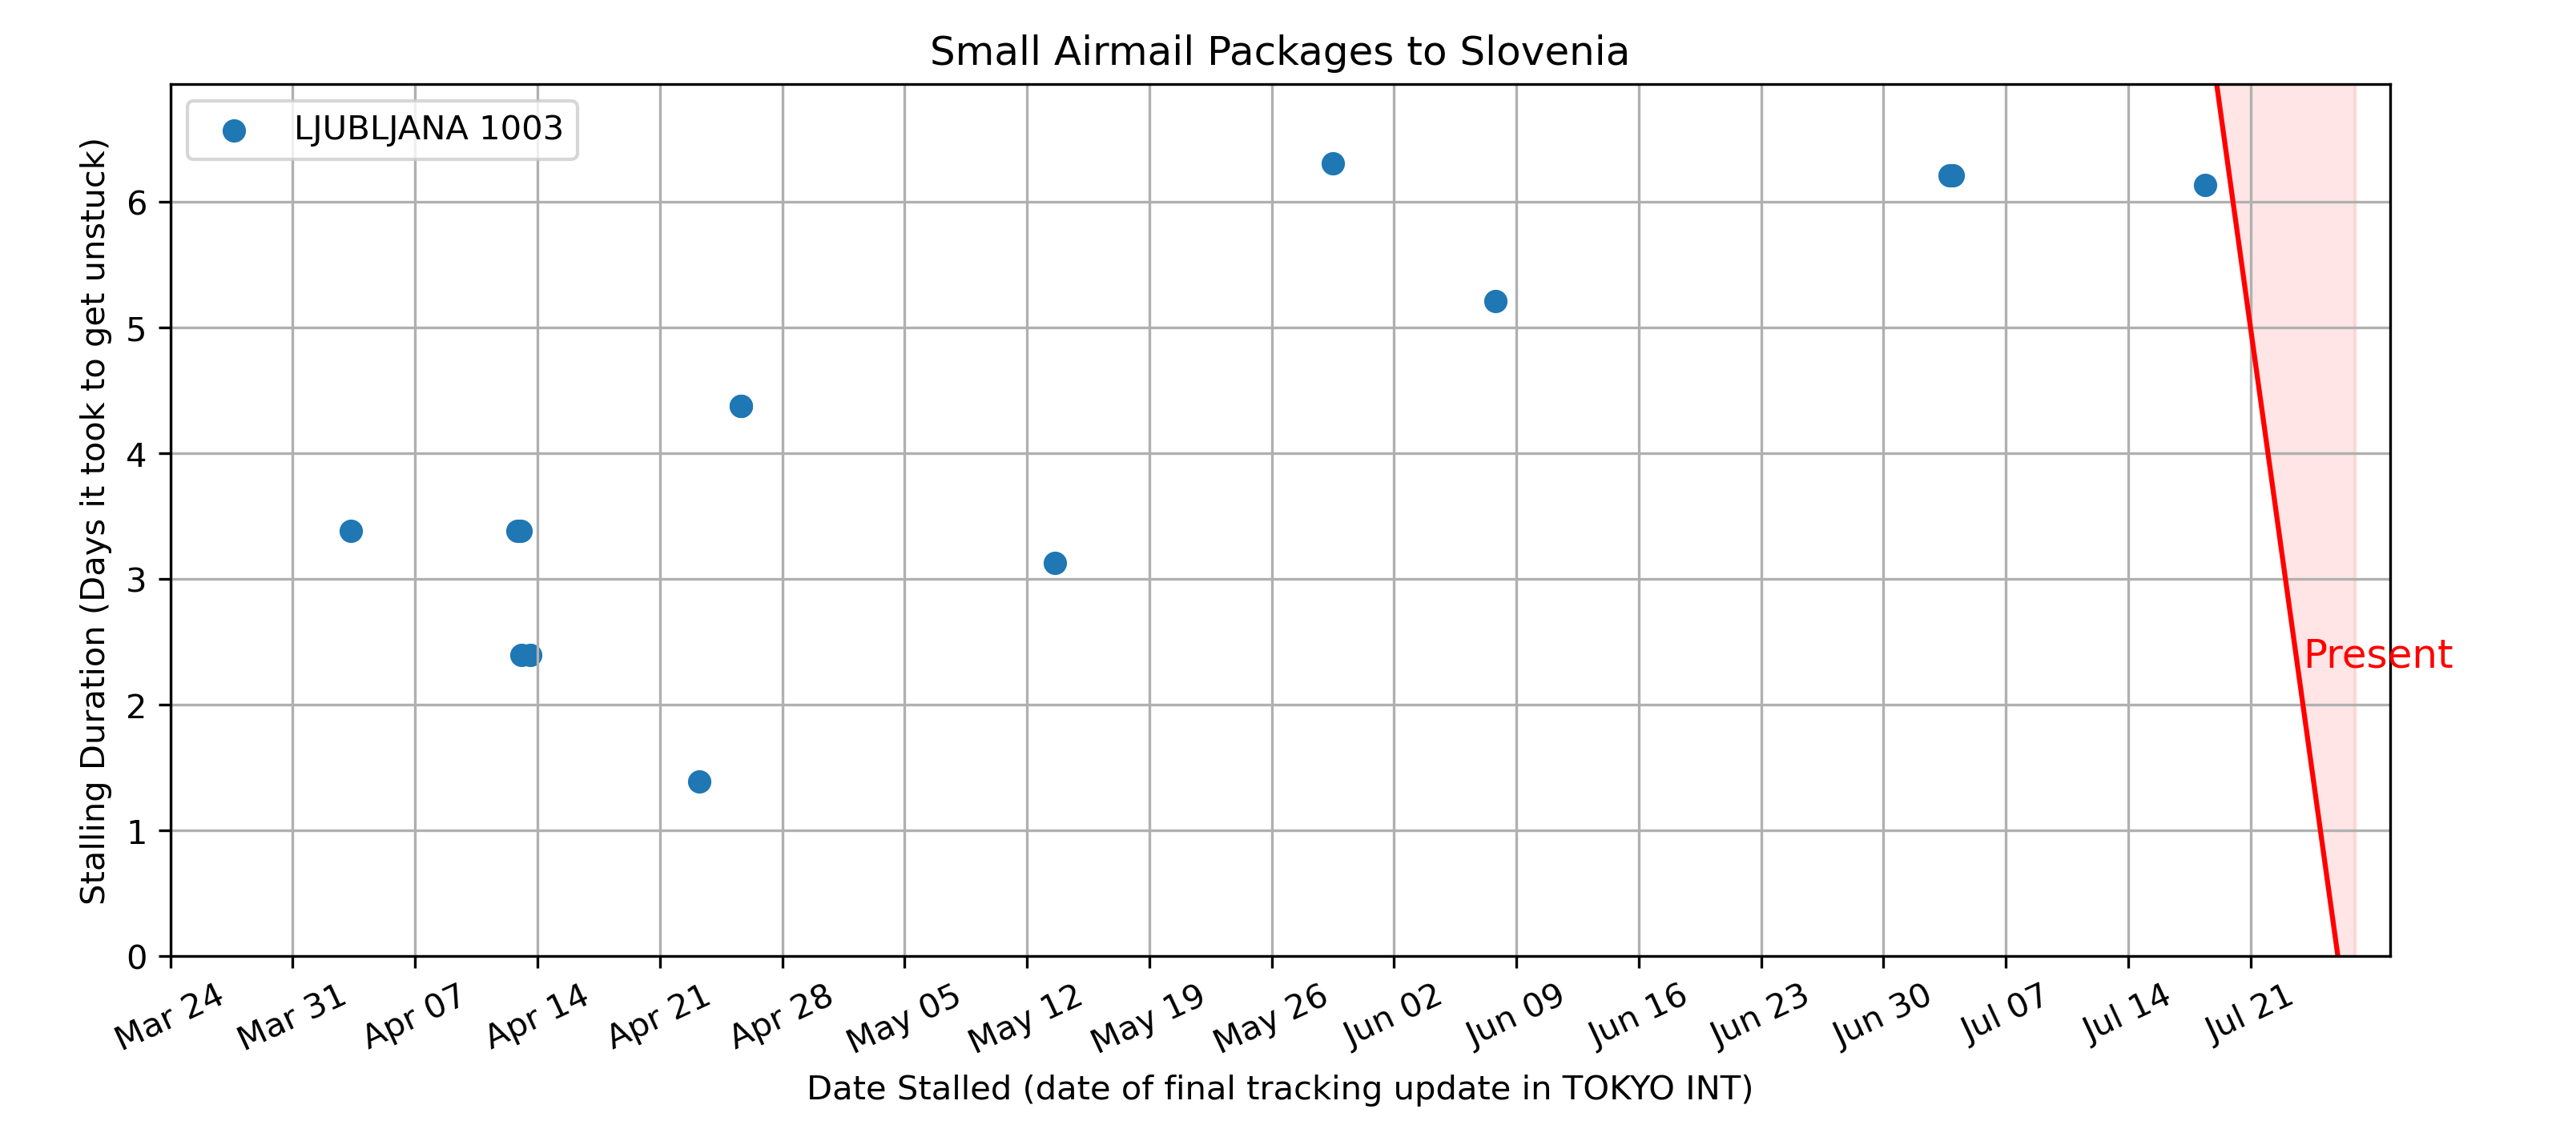 Small Airmail Packages to Slovenia
LJUBLJANA 1003
Stalling Duration (Days it took to get unstuck)
6
5
4
3
2
1
0
Present
Mar 24
Mar 31
Apr 07
Apr 14
Apr 21
Apr 28
May 05
May 12
May 19
May 26
Jun 02
Jun 09
Jun 16
Jun 23
Jun 30
Jul 07
Jul 14
Jul 21
Date Stalled (date of final tracking update in TOKYO INT)